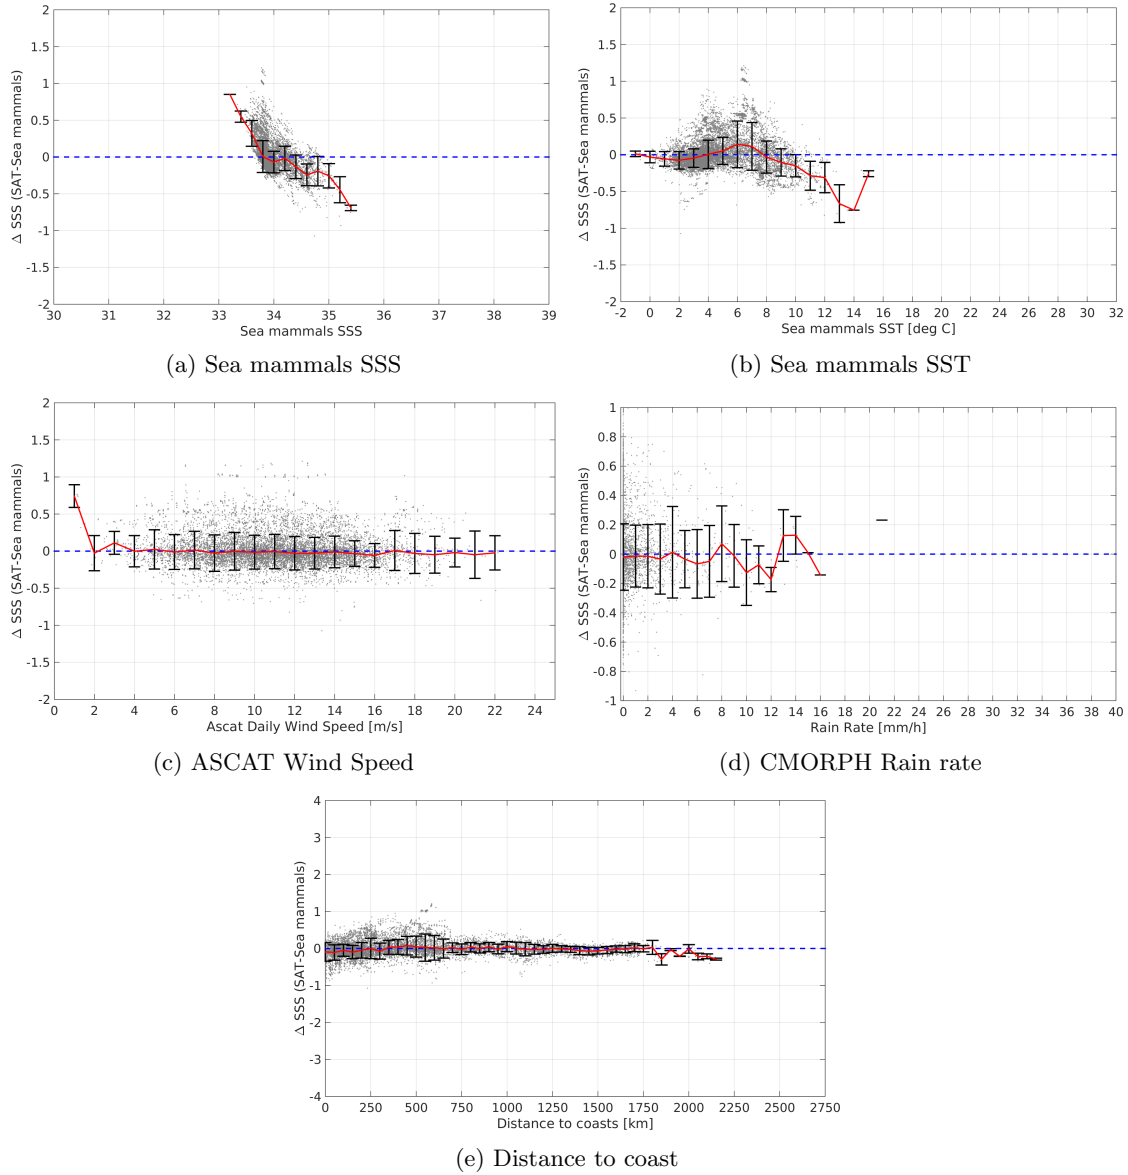 2
1.5
1
0.5
0
-0.5
-1
-1.5
-2
Δ SSS (SAT-Sea mammals)
30 31 32 33 34 35 36 37 38 39
Sea mammals SSS
(a) Sea mammals SSS
2
1.5
1
0.5
0
-0.5
-1
-1.5
-2
Δ SSS (SAT-Sea mammals)
-2 0 2 4 6 8 10 12 14 16 18 20 22 24 26 28 30 32
Sea mammals SST [deg C]
(b) Sea mammals SST
2
1.5
1
0.5
0
-0.5
-1
-1.5
-2
Δ SSS (SAT-Sea mammals)
0 2 4 6 8 10 12 14 16 18 20 22 24
Ascat Daily Wind Speed [m/s]
(c) ASCAT Wind Speed
1
0.8
0.6
0.4
0.2
0
-0.2
-0.4
-0.6
-0.8
-1
Δ SSS (SAT-Sea mammals)
0 2 4 6 8 10 12 14 16 18 20 22 24 26 28 30 32 34 36 38 40
Rain Rate [mm/h]
(d) CMORPH Rain rate
4
3
2
1
0
-1
-2
-3
-4
Δ SSS (SAT-Sea mammals)
0 250 500 750 1000 1250 1500 1750 2000 2250 2500 2750
Distance to coasts [km]
(e) Distance to coast